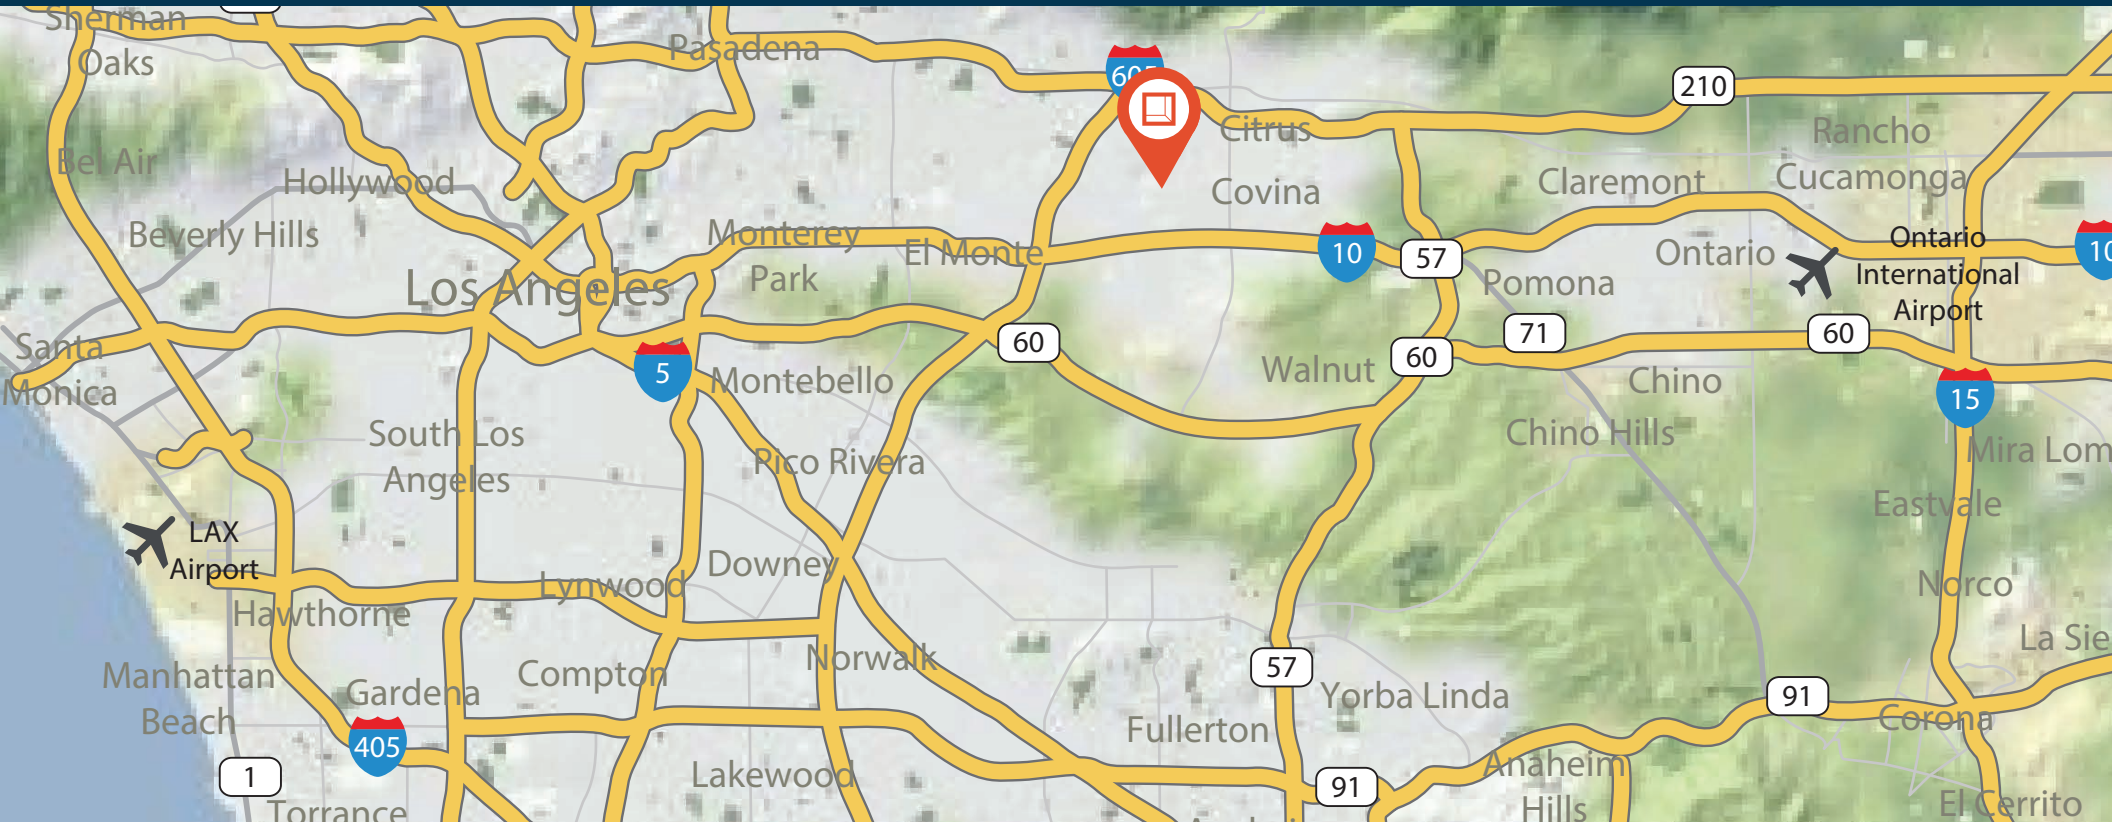 Sherman
Oaks
Pasadena
210
Citrus
Rancho
Cucamonga
Bel Air
Hollywood
Covina
Claremont
Beverly Hills
Monterey
Park
El Monte
10
57
Ontario
Ontario
International
Airport
10
Los Angeles
Pomona
Santa
Monica
60
71
60
60
5
Montebello
Walnut
Chino
15
South Los
Angeles
Pico Rivera
Chino Hills
Eastvale
LAX
Airport
Downey
Lynwood
Norco
Hawthorne
Manhattan
Beach
Gardena
Compton
Norwalk
57
Yorba Linda
91
Corona
405
1
Fullerton
Lakewood
91
Anaheim
Hills
Torrance
El Cerrito